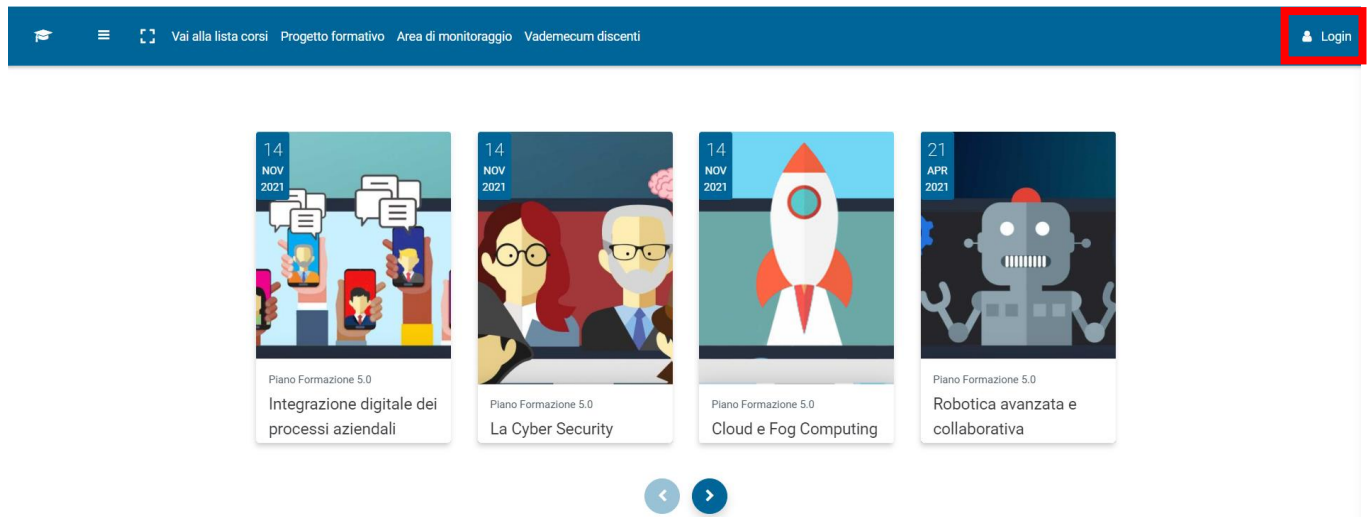 Vai alla lista corsi Progetto formativo Area di monitoraggio Vademecum discenti Login
14
NOV
2021
Piano Formazione 5.0
Integrazione digitale dei
processi aziendali
14
NOV
2021
Piano Formazione 5.0
La Cyber Security
14
NOV
2021
Piano Formazione 5.0
Cloud e Fog Computing
21
APR
2021
Piano Formazione 5.0
Robotica avanzata e
collaborativa